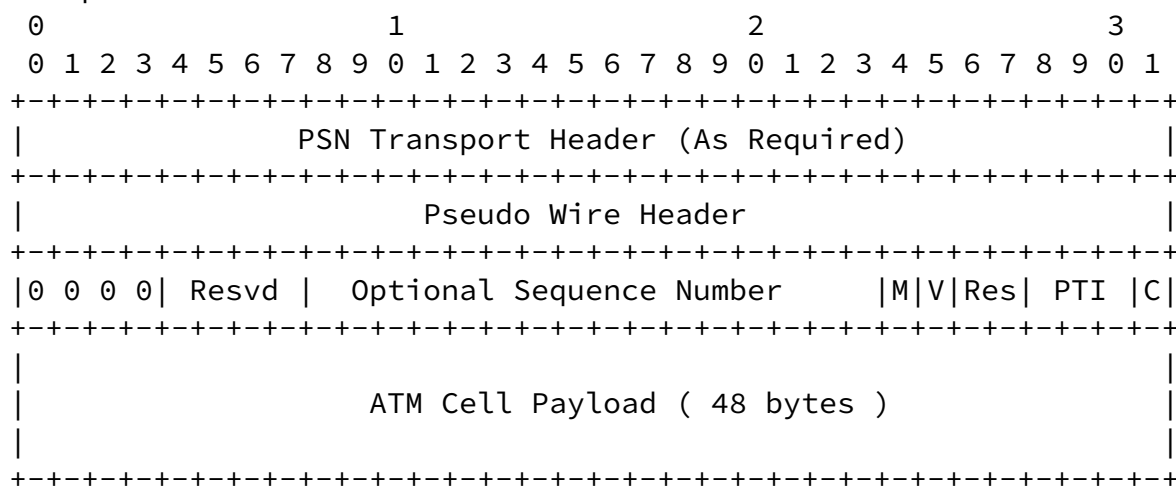 0                   1                   2                   3
0 1 2 3 4 5 6 7 8 9 0 1 2 3 4 5 6 7 8 9 0 1 2 3 4 5 6 7 8 9 0 1
+-+-+-+-+-+-+-+-+-+-+-+-+-+-+-+-+-+-+-+-+-+-+-+-+-+-+-+-+-+-+-+-+
|               PSN Transport Header (As Required)              |
+-+-+-+-+-+-+-+-+-+-+-+-+-+-+-+-+-+-+-+-+-+-+-+-+-+-+-+-+-+-+-+-+
|                      Pseudo Wire Header                       |
+-+-+-+-+-+-+-+-+-+-+-+-+-+-+-+-+-+-+-+-+-+-+-+-+-+-+-+-+-+-+-+-+
|0 0 0 0| Resvd |  Optional Sequence Number     |M|V|Res| PTI |C|
+-+-+-+-+-+-+-+-+-+-+-+-+-+-+-+-+-+-+-+-+-+-+-+-+-+-+-+-+-+-+-+-+
|                                                               |
|                   ATM Cell Payload ( 48 bytes )               |
|                                                               |
+-+-+-+-+-+-+-+-+-+-+-+-+-+-+-+-+-+-+-+-+-+-+-+-+-+-+-+-+-+-+-+-+